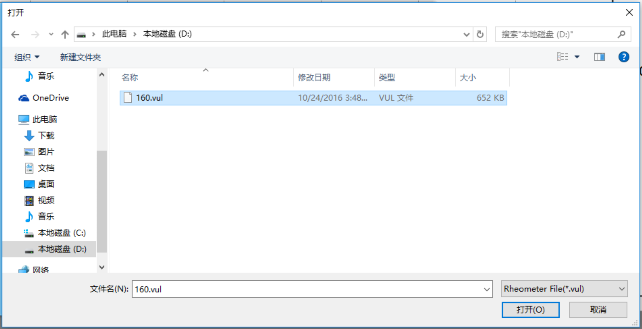 打开
此电脑 > 本地磁盘 (D:)
搜索"本地磁盘 (D:)"
组织 新建文件夹
名称 修改日期 类型 大小
160.vul 10/24/2016 3:48... VUL 文件 652 KB
音乐
OneDrive
此电脑
下载
图片
文档
桌面
视频
音乐
本地磁盘 (C:)
本地磁盘 (D:)
网络
文件名(N): 160.vul Rheometer File(*.vul)
打开(O) 取消